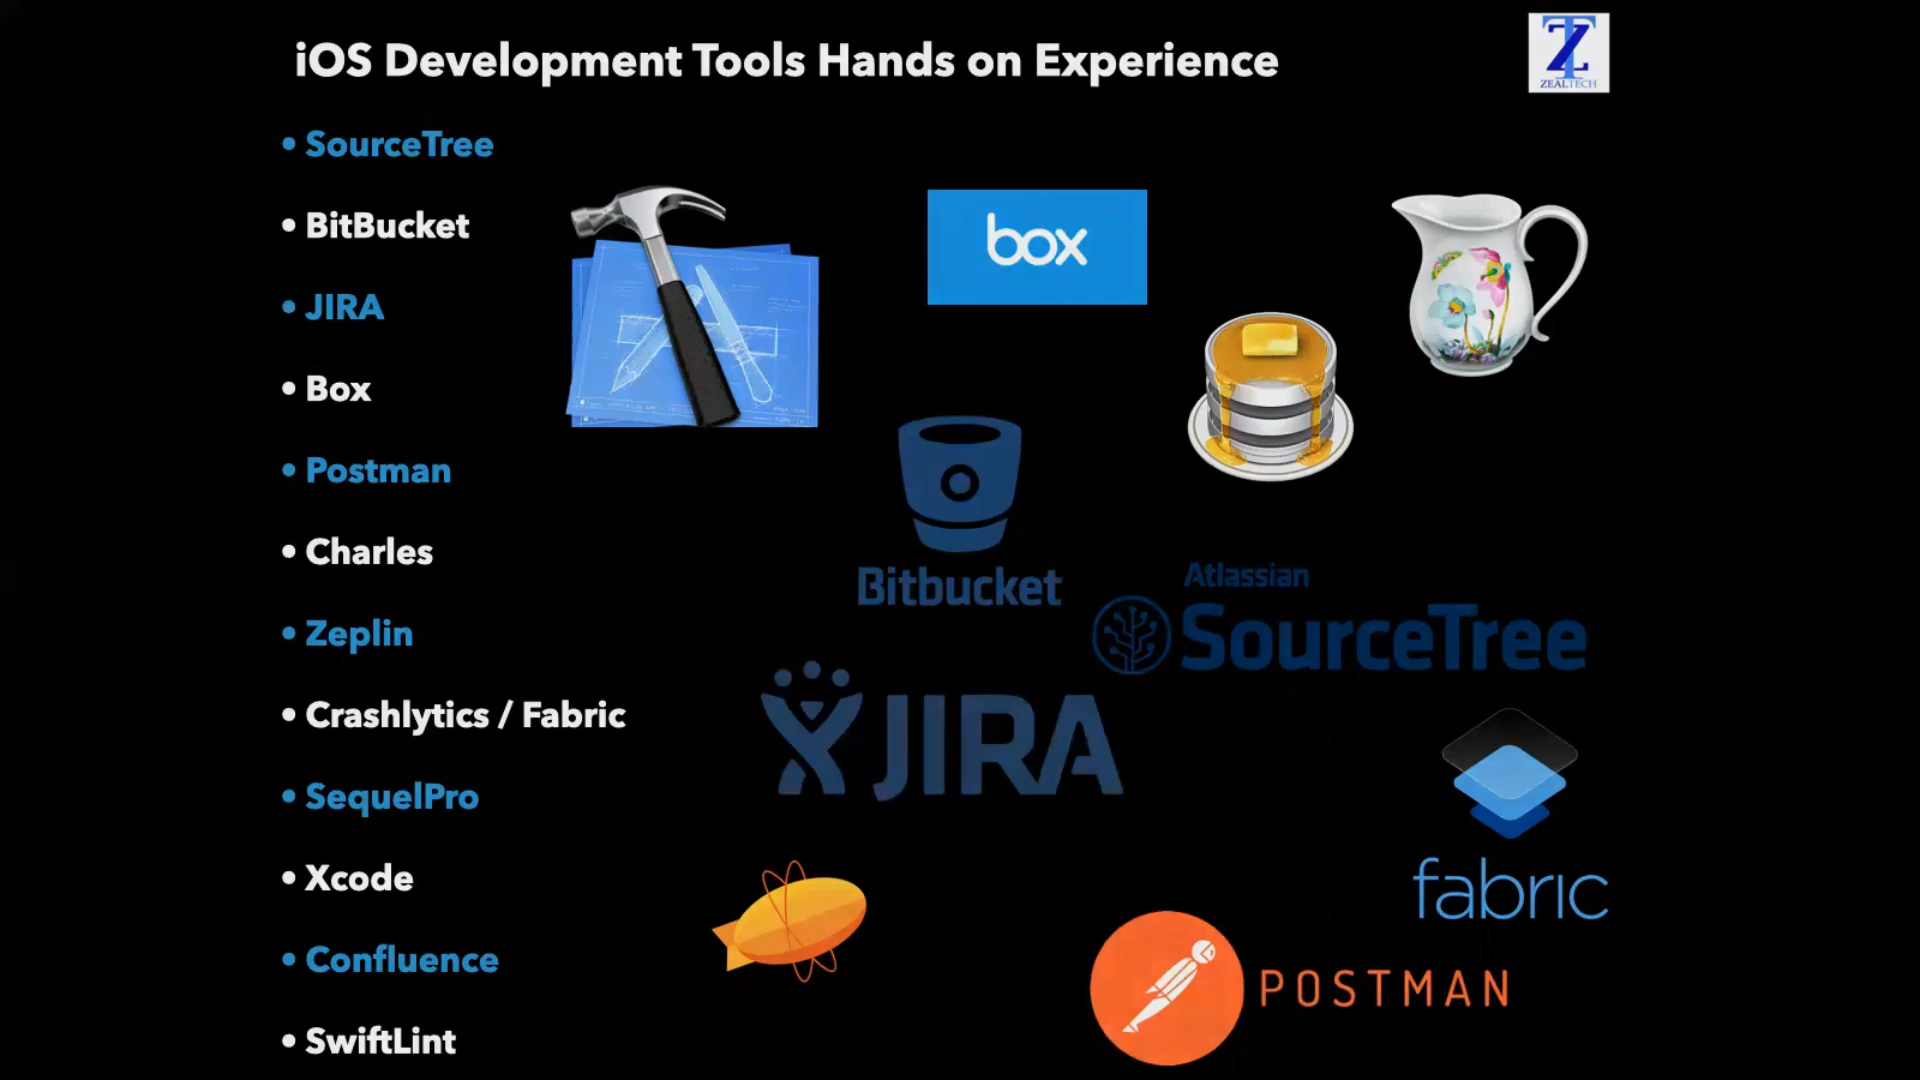 iOS Development Tools Hands on Experience
ZEALTECH
• SourceTree
• BitBucket
• JIRA
• Box
• Postman
• Charles
• Zeplin
• Crashlytics / Fabric
• SequelPro
• Xcode
• Confluence
• SwiftLint
box
Bitbucket
Atlassian
SourceTree
JIRA
fabric
POSTMAN